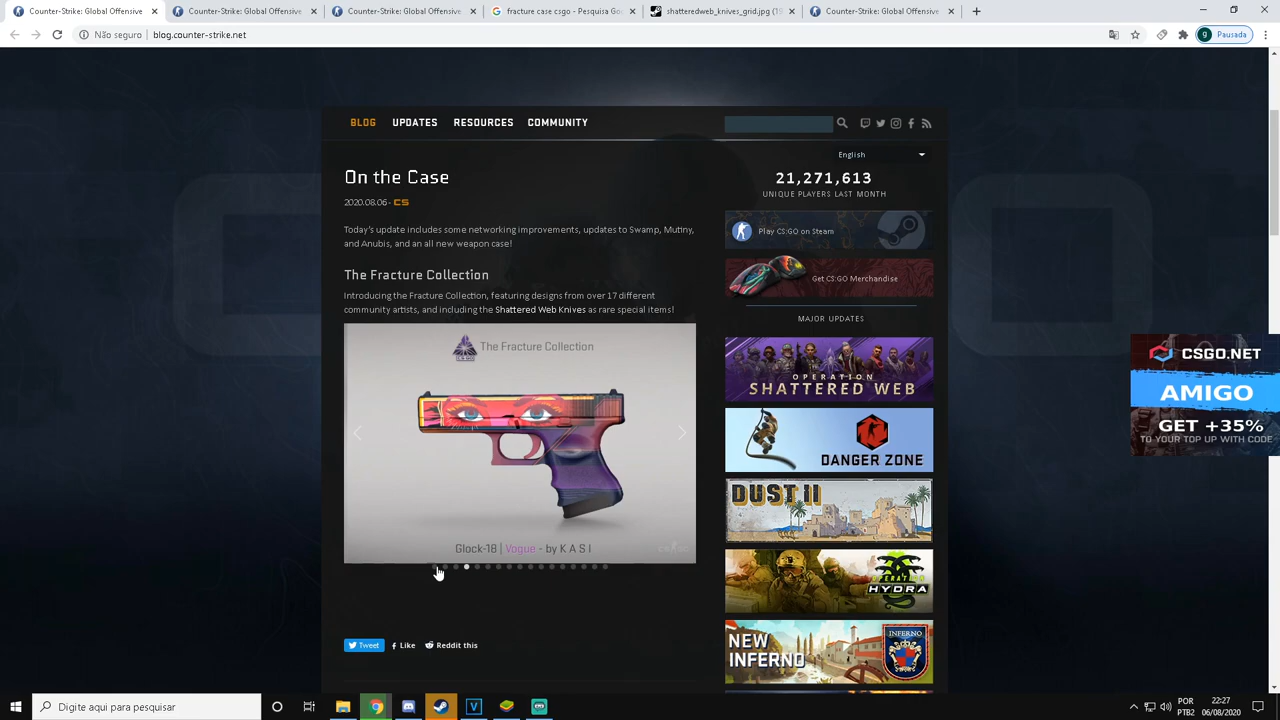 Counter-Strike: Global Offensive
Counter-Strike: Global Offensive
Counter-Strike: Global Offensive
fracture case csgo - Pesquisa Go
shatteredweb_knives_grid.jpg (18
Counter-Strike: Global Offensive
Não seguro
blog.counter-strike.net
g
Pausada
BLOG
UPDATES
RESOURCES
COMMUNITY
English
On the Case
2020.08.06 - CS
Today's update includes some networking improvements, updates to Swamp, Mutiny,
and Anubis, and an all new weapon case!
The Fracture Collection
Introducing the Fracture Collection, featuring designs from over 17 different
community artists, and including the Shattered Web Knives as rare special items!
The Fracture Collection
Glock-18 | Vogue - by K A S I
CS:GO
Tweet
Like
Reddit this
21,271,613
UNIQUE PLAYERS LAST MONTH
Play CS:GO on Steam
Get CS:GO Merchandise
MAJOR UPDATES
OPERATION
SHATTERED WEB
DANGER ZONE
DUST II
OPERATION
HYDRA
NEW
INFERNO
INFERNO
CSGO.NET
AMIGO
GET +35%
TO YOUR TOP UP WITH CODE
Digite aqui para pesquisar
POR
PTB2
22:27
06/08/2020